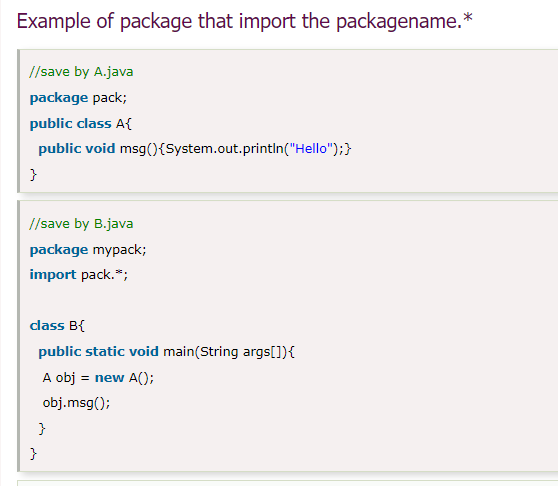 Example of package that import the packagename.*
//save by A.java
package pack;
public class A{
public void msg(){System.out.println("Hello");}
}
//save by B.java
package mypack;
import pack.*;
class B{
public static void main(String args[]){
A obj = new A();
obj.msg();
}
}